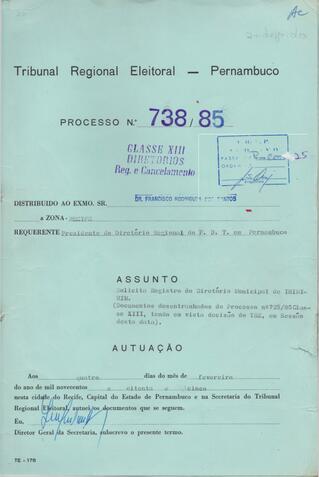 Ac
Tribunal Regional Eleitoral — Pernambuco
PROCESSO N.º 738/85
CLASSE XIII
DIRETÓRIOS
Reg. e Cancelamento
DISTRIBUIDO AO EXMO. SR. DR. FRANCISCO RODRIGUES DOS SANTOS
a ZONA - RECIFE
REQUERENTE Presidente do Diretório Regional do P. D. T. em Pernambuco
ASSUNTO
Solicita Registro do Diretório Municipal de
(Documentos desentranhados do Processo nº725/85Clas-
se XIII, tendo em vista decisão do TRE, em Sessão
desta data).
AUTUAÇÃO
Aos quatro dias do mês de fevereiro
do ano de mil novecentos e oitenta e cinco
nesta cidade do Recife, Capital do Estado de Pernambuco e na Secretaria do Tribunal
Regional Eleitoral, autuei os documentos que se seguem.
Eu,
Diretor Geral da Secretaria, subscrevo o presente termo.
TE - 178